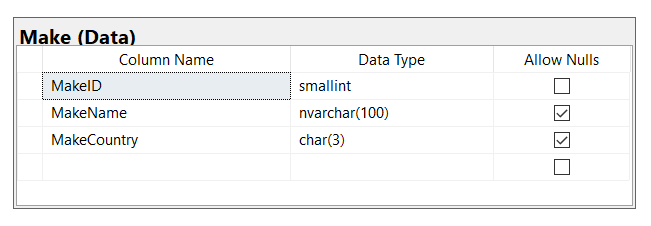 Make (Data)
Column Name Data Type Allow Nulls
MakeID smallint
MakeName nvarchar(100)
MakeCountry char(3)